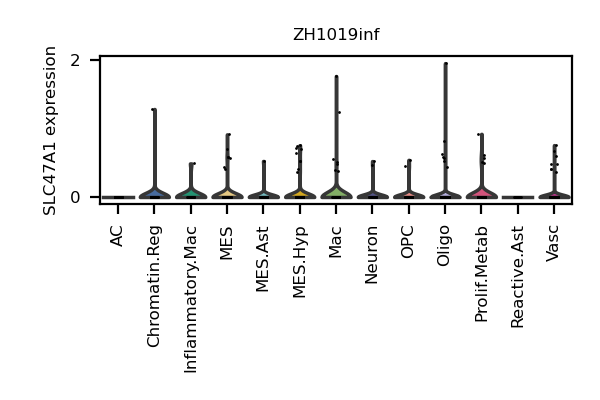 ZH1019inf
SLC47A1 expression
2
0
AC
Chromatin.Reg
Inflammatory.Mac
MES
MES.Ast
MES.Hyp
Mac
Neuron
OPC
Oligo
Prolif.Metab
Reactive.Ast
Vasc